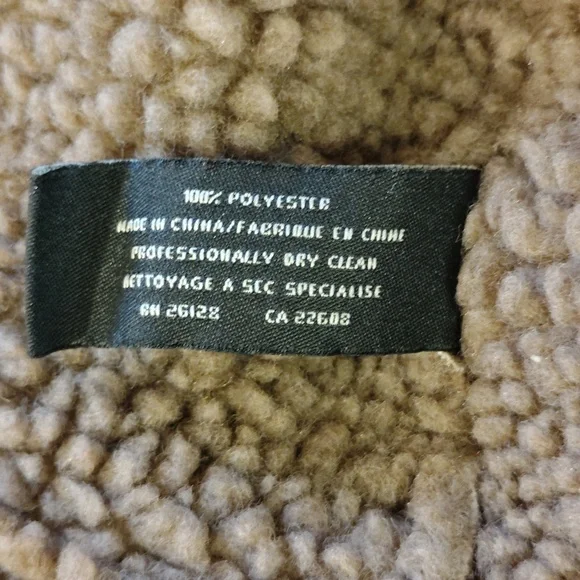 100% POLYESTER
MADE IN CHINA/FABRIQUE EN CHINE
PROFESSIONALLY DRY CLEAN
NETTOYAGE A SEC SPECIALISE
RN 26128 CA 22608